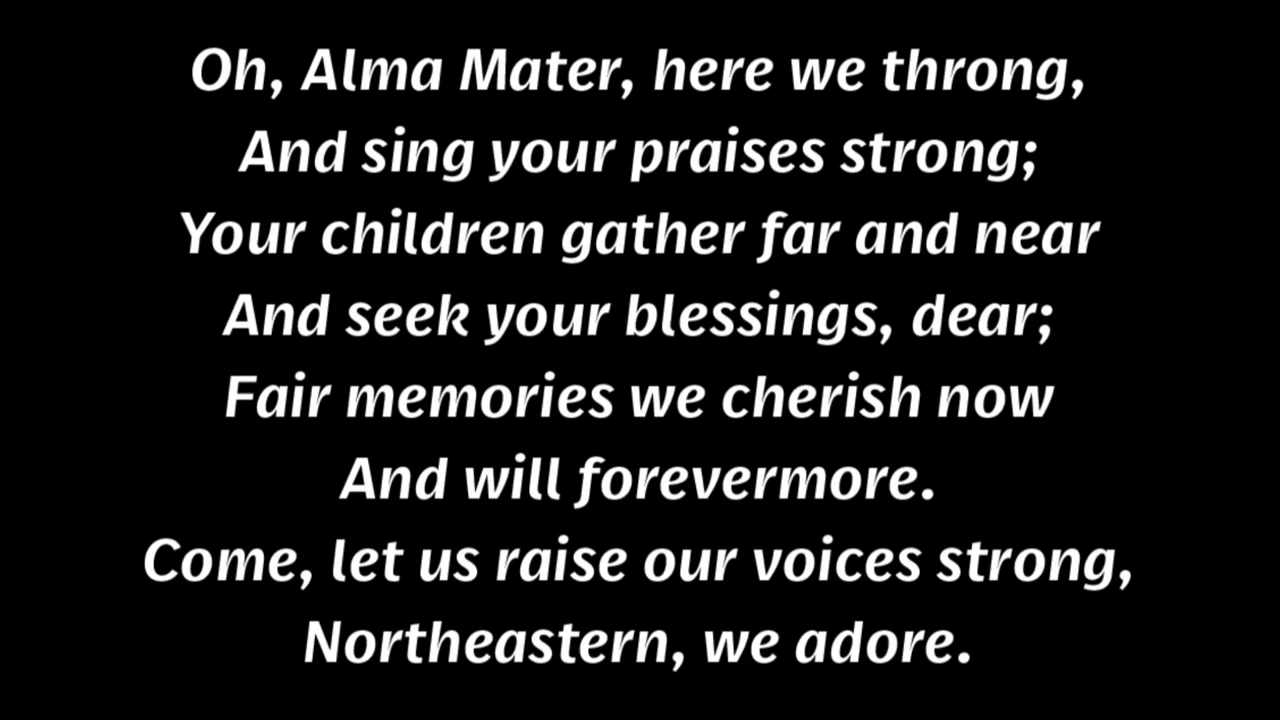 Oh, Alma Mater, here we throng,
And sing your praises strong;
Your children gather far and near
And seek your blessings, dear;
Fair memories we cherish now
And will forevermore.
Come, let us raise our voices strong,
Northeastern, we adore.